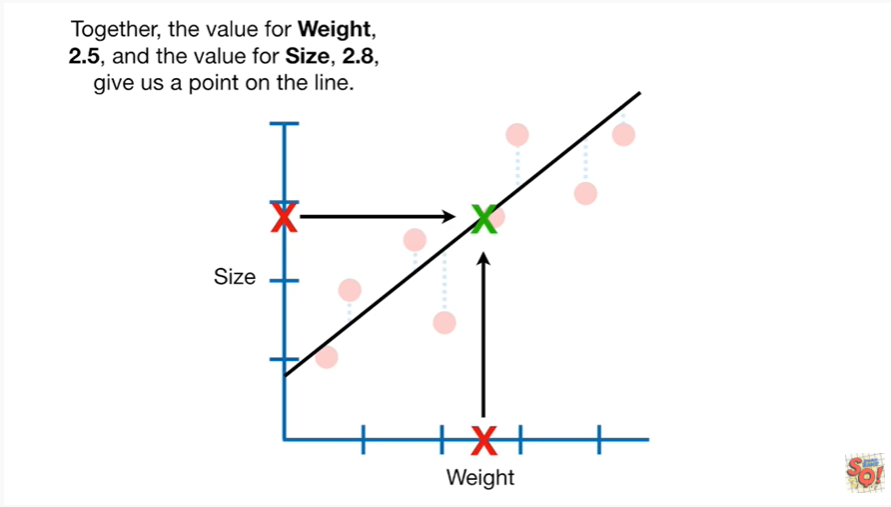 Together, the value for Weight,
2.5, and the value for Size, 2.8,
give us a point on the line.
X
X
Size
X
Weight
SQ!